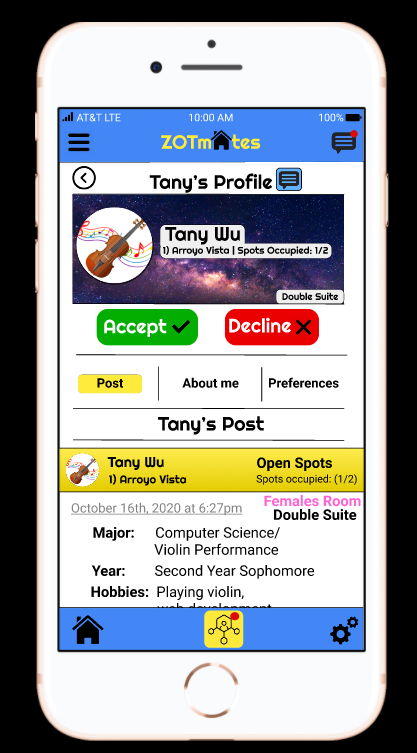 AT&T LTE 10:00 AM 100%
ZOTmates
Tany's Profile
Tany Wu
1) Arroyo Vista | Spots Occupied: 1/2
Double Suite
Accept Decline
Post About me Preferences
Tany's Post
Tany Wu Open Spots
1) Arroyo Vista Spots occupied: (1/2)
October 16th, 2020 at 6:27pm Females Room
Double Suite
Major: Computer Science/
Violin Performance
Year: Second Year Sophomore
Hobbies: Playing violin,
web development